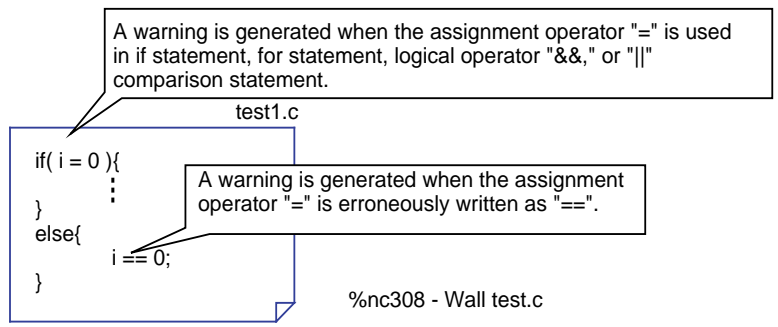 A warning is generated when the assignment operator "=" is used
in if statement, for statement, logical operator "&&," or "||"
comparison statement.
test1.c
if( i = 0 ){
⋮
}
else{
i == 0;
}
A warning is generated when the assignment
operator "=" is erroneously written as "==".
%nc308 - Wall test.c